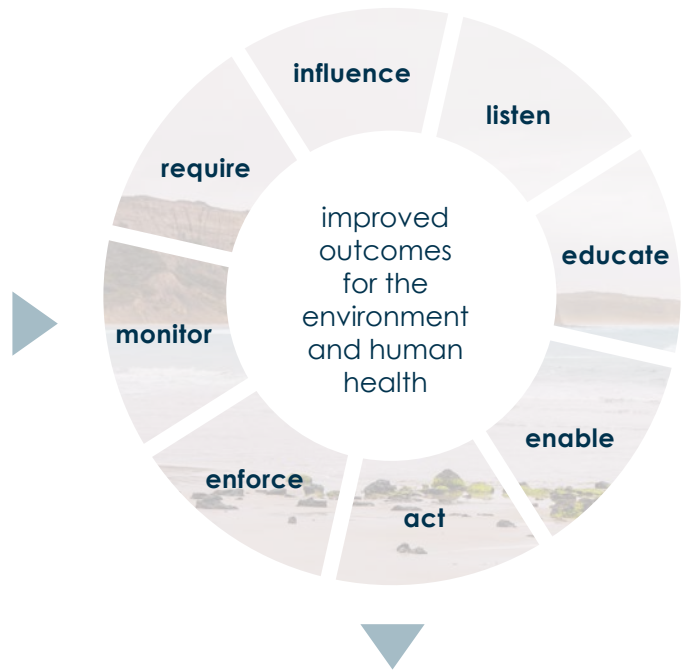 influence
listen
educate
enable
act
enforce
monitor
require
improved
outcomes
for the
environment
and human
health